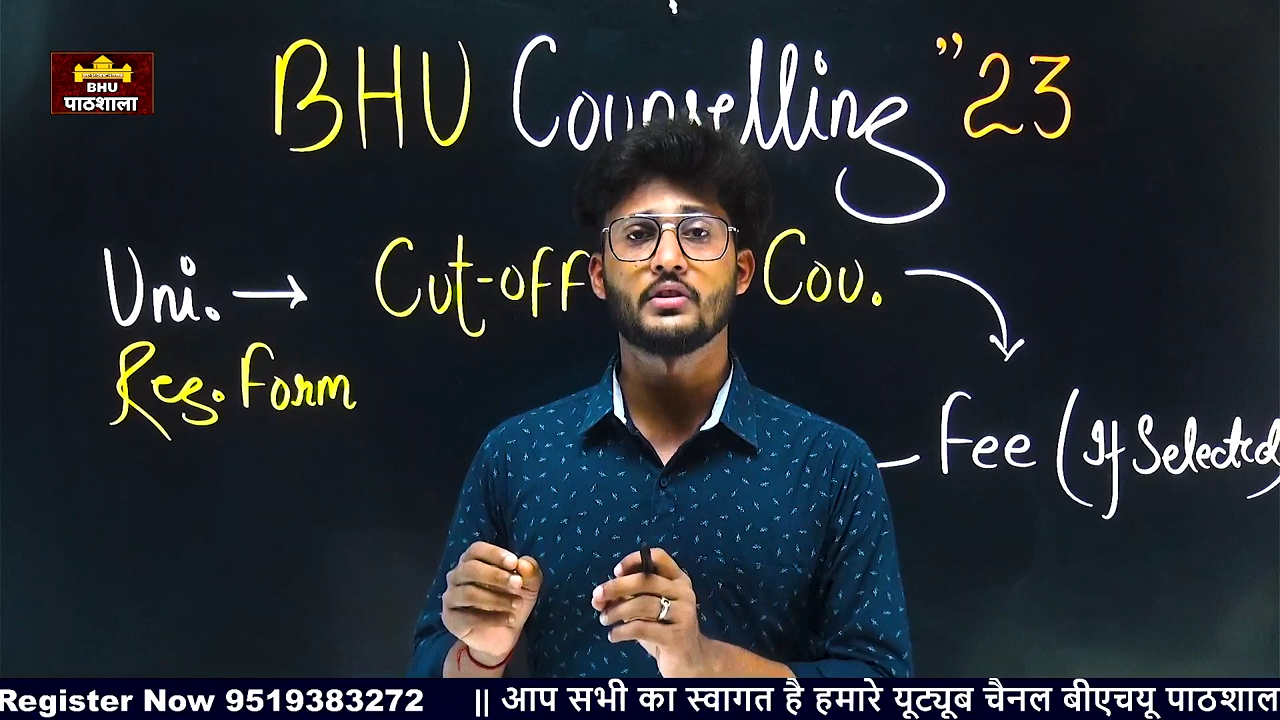 BHU Counselling "23
BHU
पाठशाला
Uni. → Cut-off Cou.
Reg. Form
Fee (If Selected)
Register Now 9519383272 || आप सभी का स्वागत है हमारे यूट्यूब चैनल बीएचयू पाठशाल